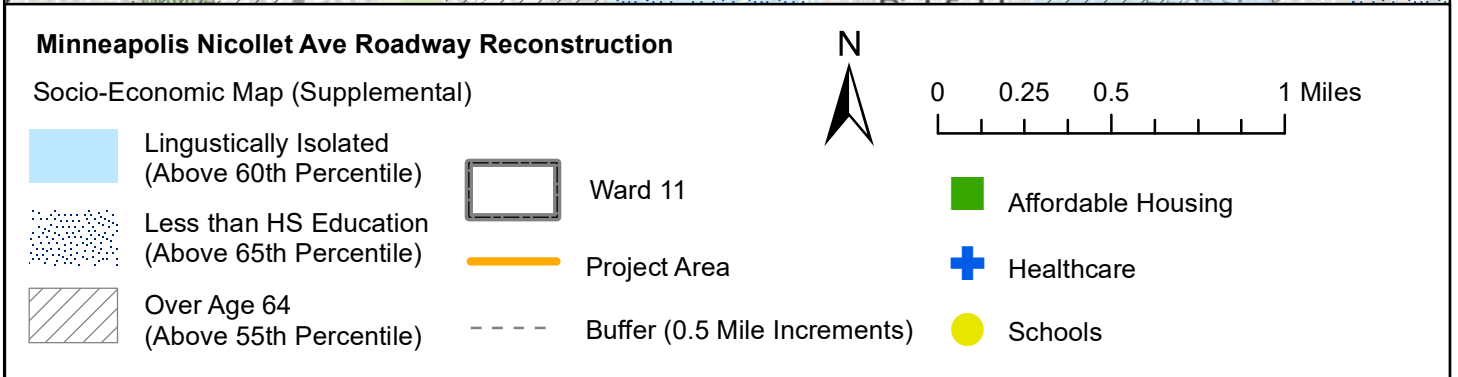 Minneapolis Nicollet Ave Roadway Reconstruction
Socio-Economic Map (Supplemental)
Lingustically Isolated
(Above 60th Percentile)
Less than HS Education
(Above 65th Percentile)
Over Age 64
(Above 55th Percentile)
Ward 11
Project Area
Buffer (0.5 Mile Increments)
N
0 0.25 0.5 1 Miles
Affordable Housing
Healthcare
Schools